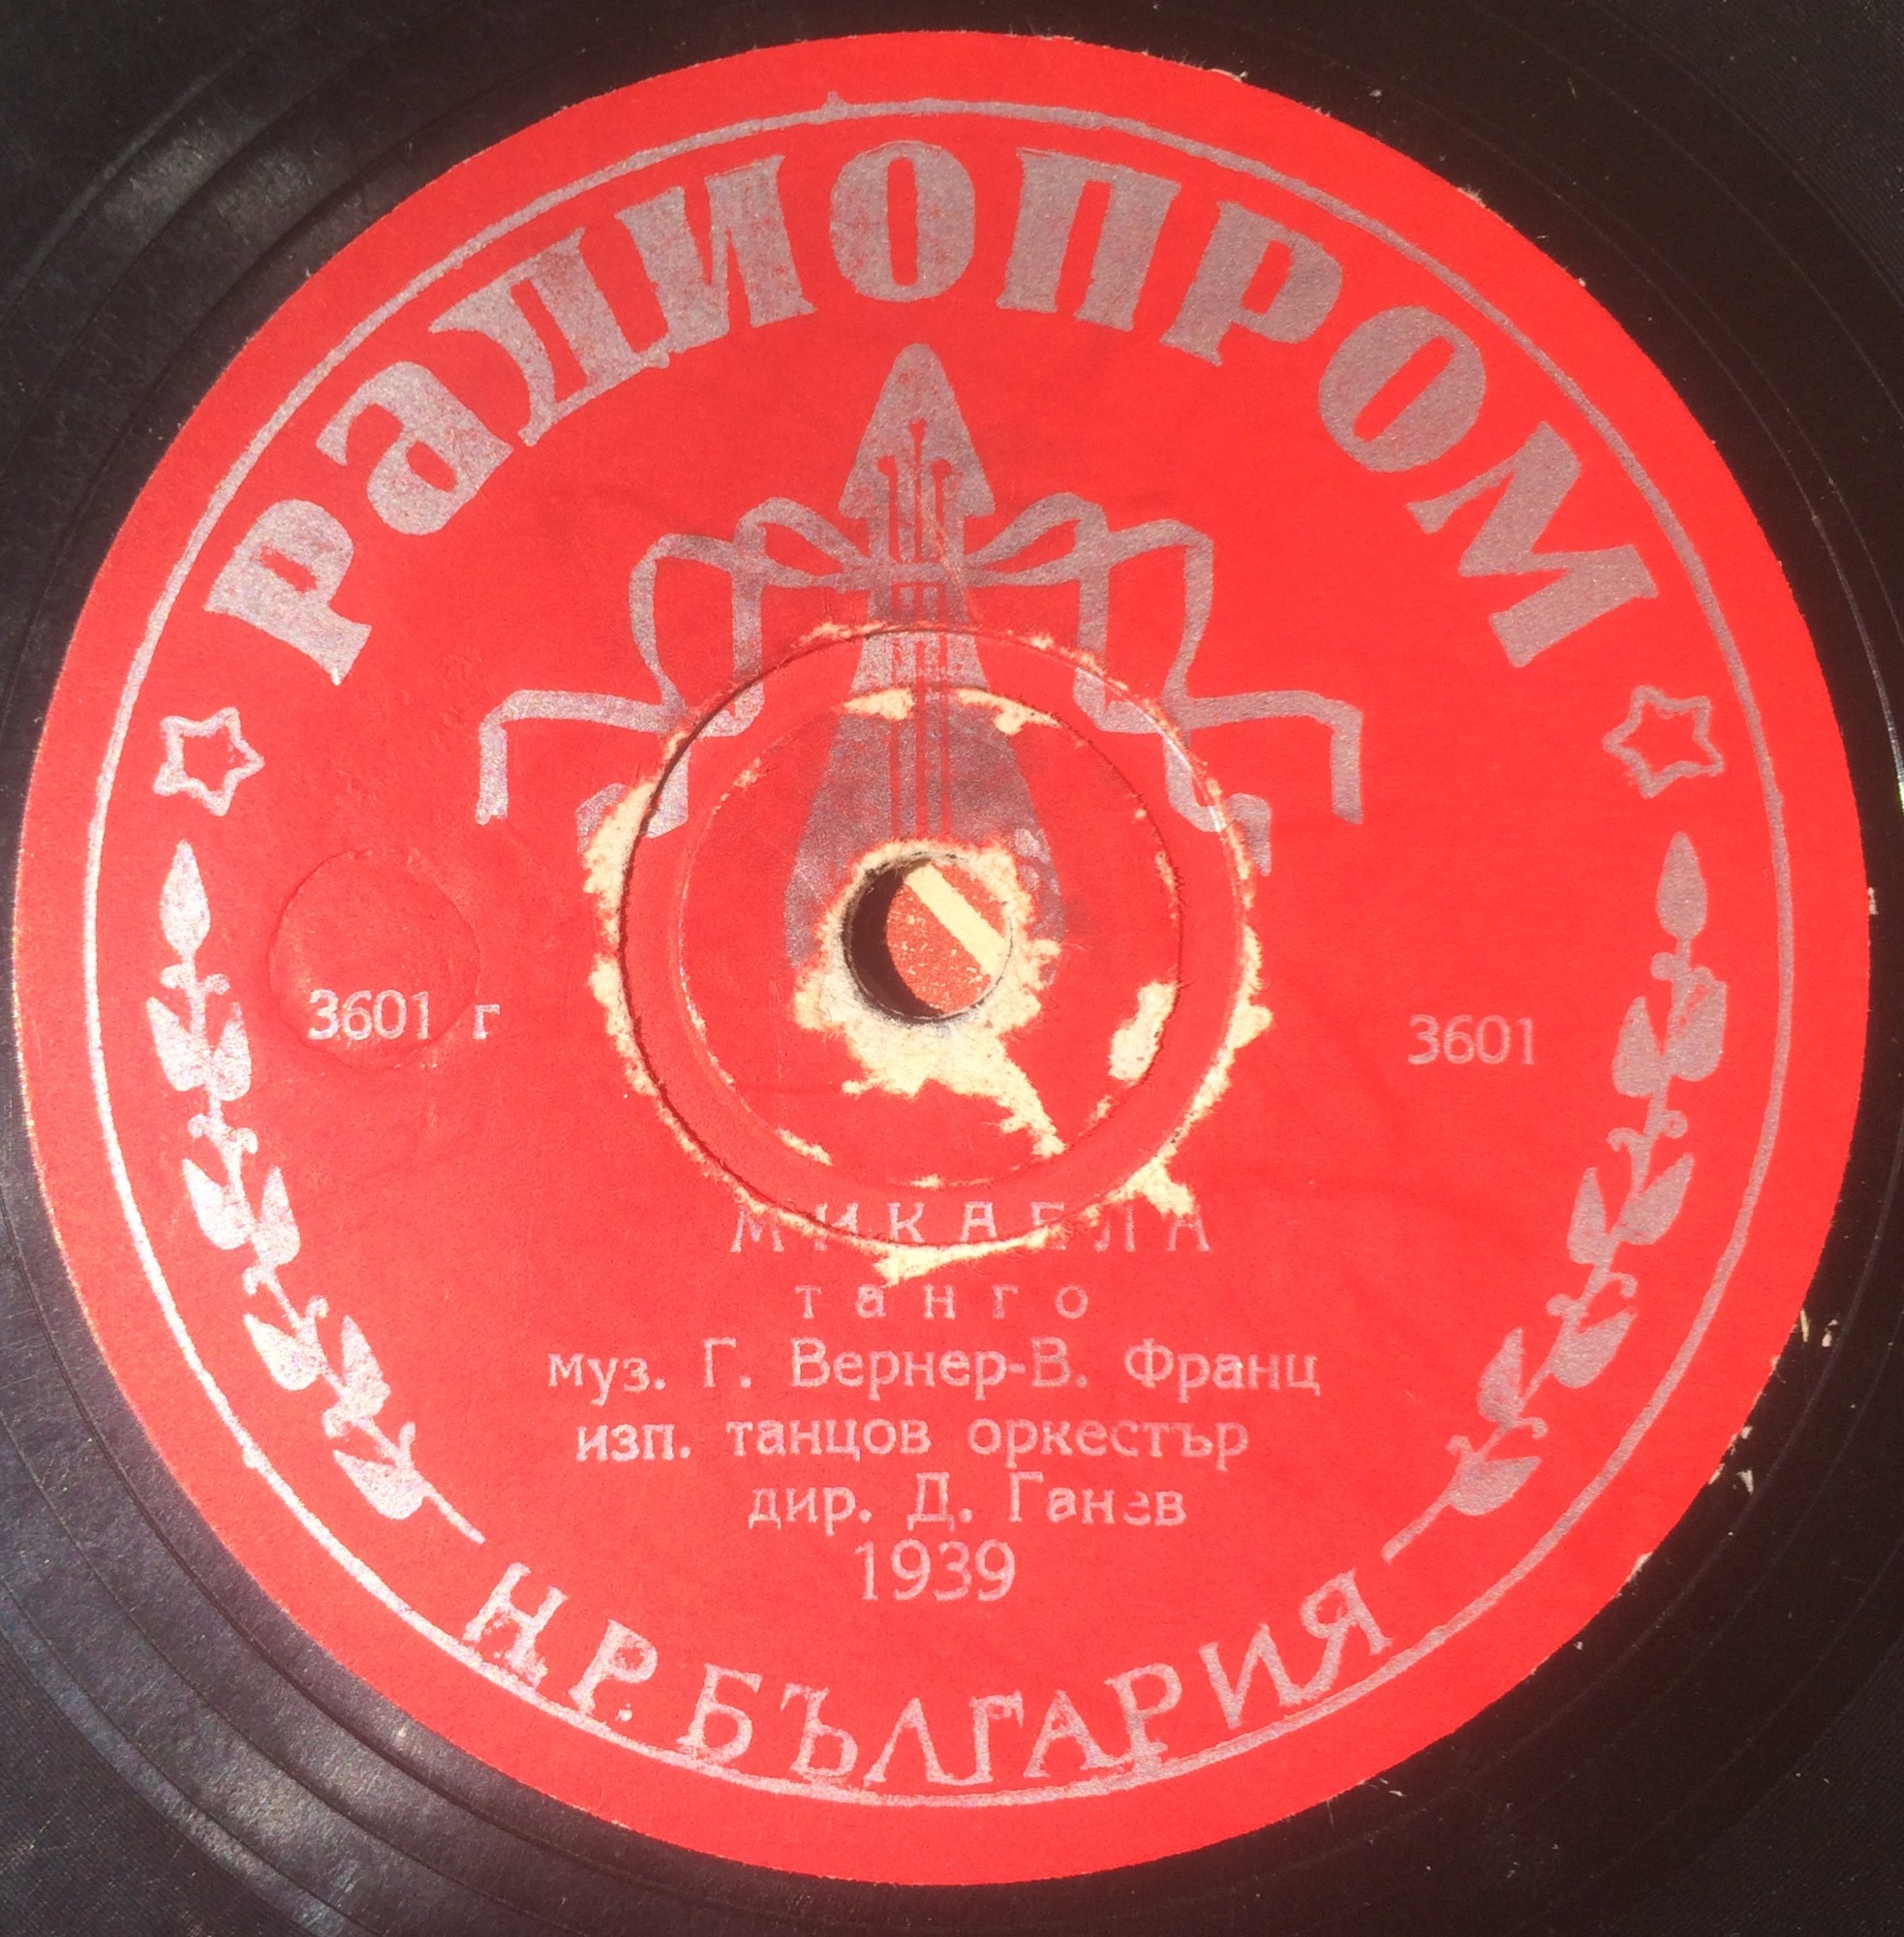 РАДИОПРОМ
3601 г
3601
МИКАЕЛА
танго
муз. Г. Вернер-В. Франц
изп. танцов оркестър
дир. Д. Ганев
1939
Н.Р. БЪЛГАРИЯ